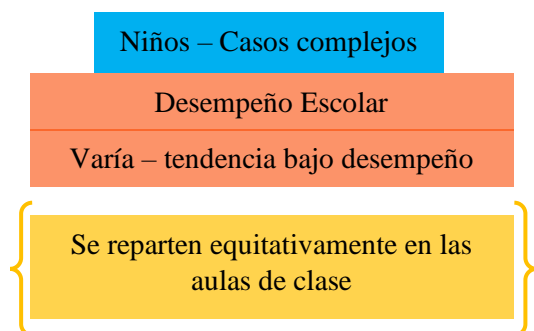 Niños – Casos complejos
Desempeño Escolar
Varía – tendencia bajo desempeño
Se reparten equitativamente en las
aulas de clase